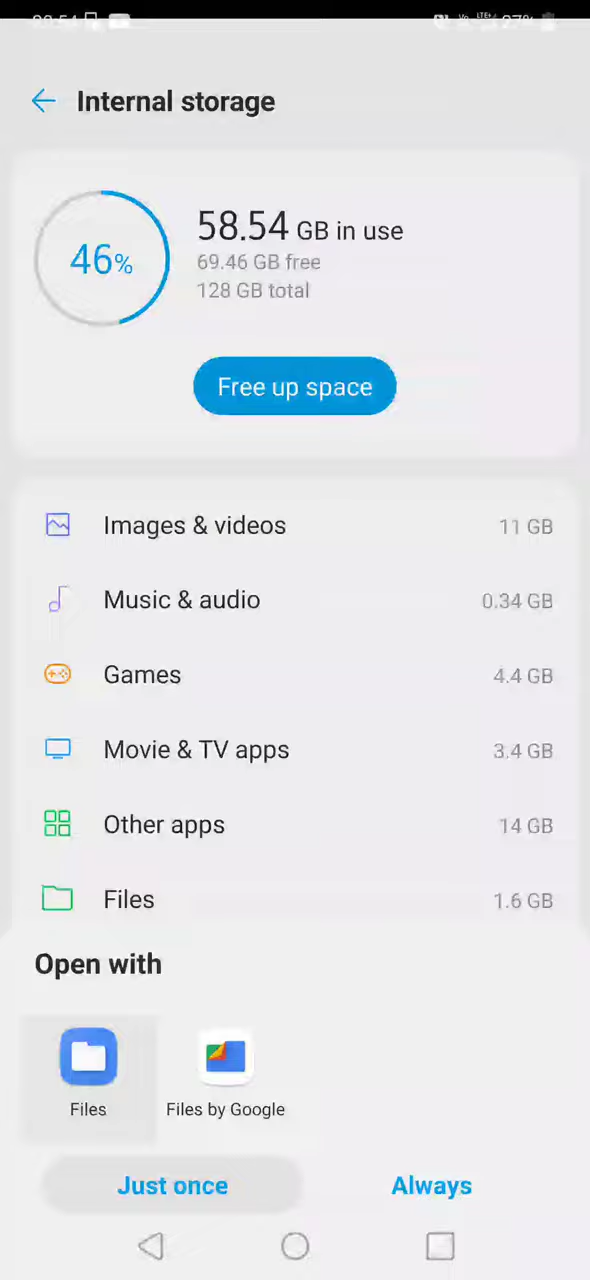 Internal storage
46%
58.54 GB in use
69.46 GB free
128 GB total
Free up space
Images & videos 11 GB
Music & audio 0.34 GB
Games 4.4 GB
Movie & TV apps 3.4 GB
Other apps 14 GB
Files 1.6 GB
Open with
Files Files by Google
Just once Always